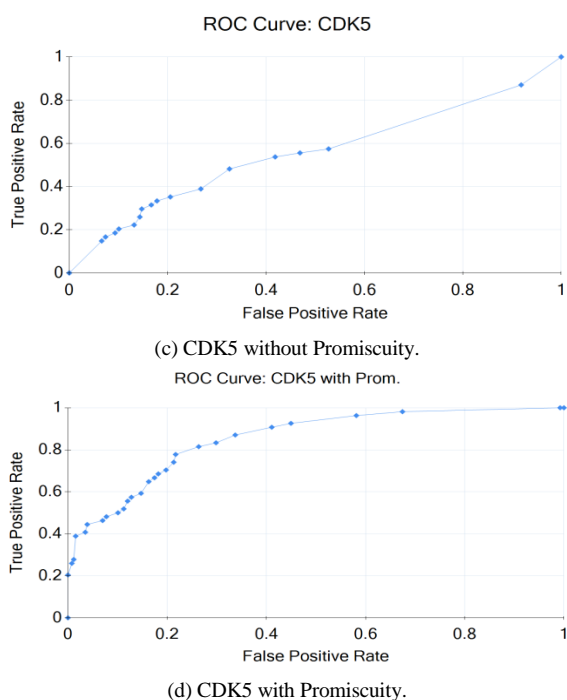 ROC Curve: CDK5
1
0.8
0.6
0.4
0.2
0
True Positive Rate
0 0.2 0.4 0.6 0.8 1
False Positive Rate
(c) CDK5 without Promiscuity.
ROC Curve: CDK5 with Prom.
1
0.8
0.6
0.4
0.2
0
True Positive Rate
0 0.2 0.4 0.6 0.8 1
False Positive Rate
(d) CDK5 with Promiscuity.